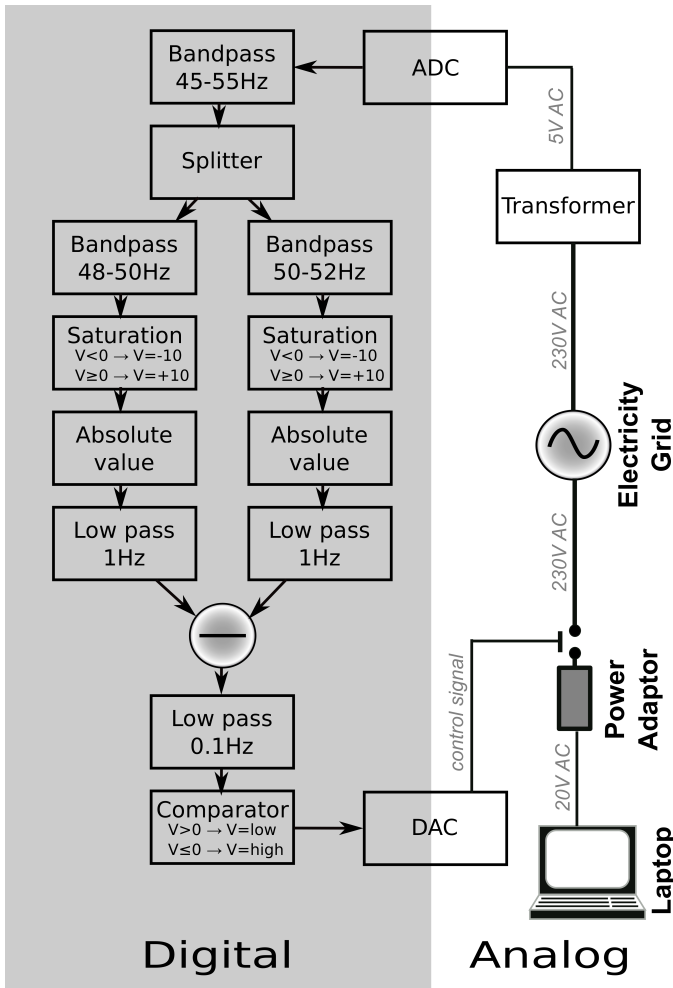 Bandpass
45-55Hz
ADC
5V AC
Splitter
Transformer
Bandpass
48-50Hz
Bandpass
50-52Hz
Saturation
V<0 → V=-10
V≥0 → V=+10
Saturation
V<0 → V=-10
V≥0 → V=+10
230V AC
Absolute
value
Absolute
value
Electricity
Grid
Low pass
1Hz
Low pass
1Hz
230V AC
control signal
Power
Adaptor
Low pass
0.1Hz
20V AC
Comparator
V>0 → V=low
V≤0 → V=high
DAC
Laptop
Digital
Analog